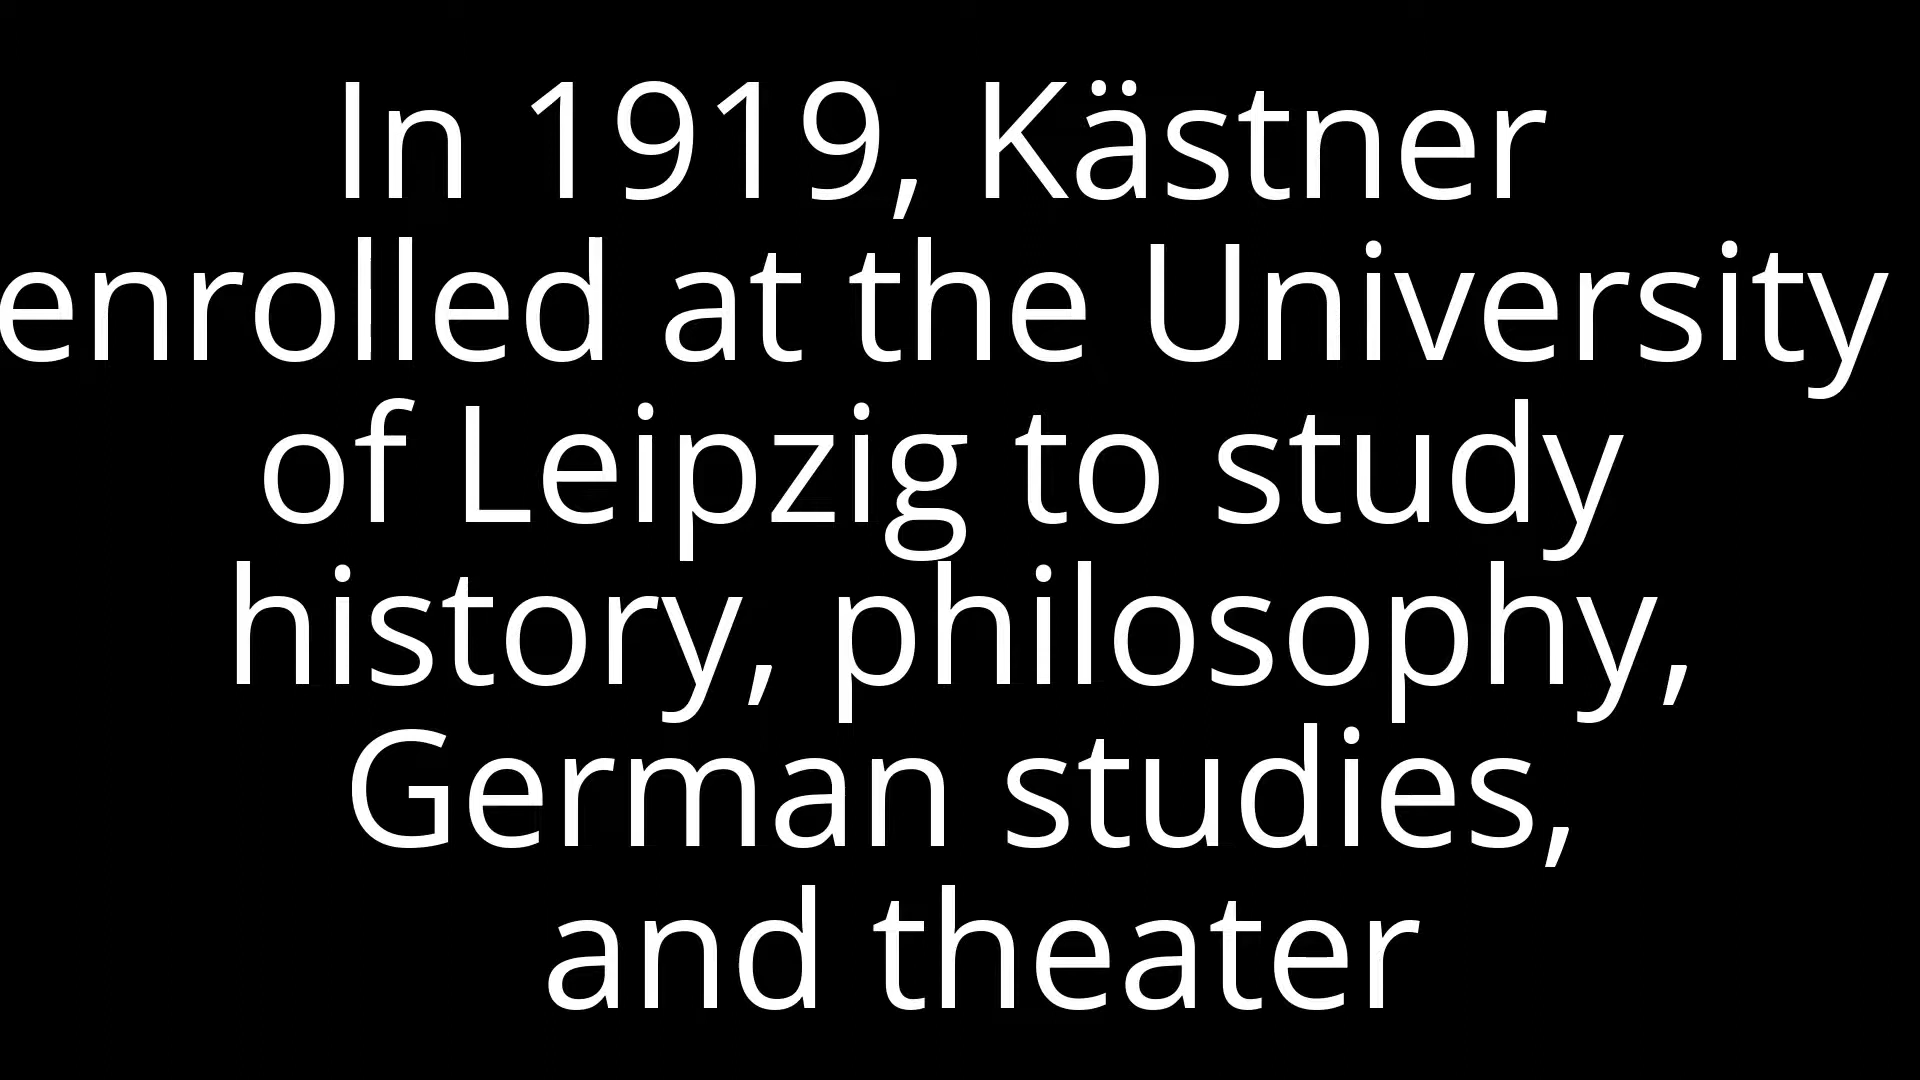 In 1919, Kästner
enrolled at the University
of Leipzig to study
history, philosophy,
German studies,
and theater